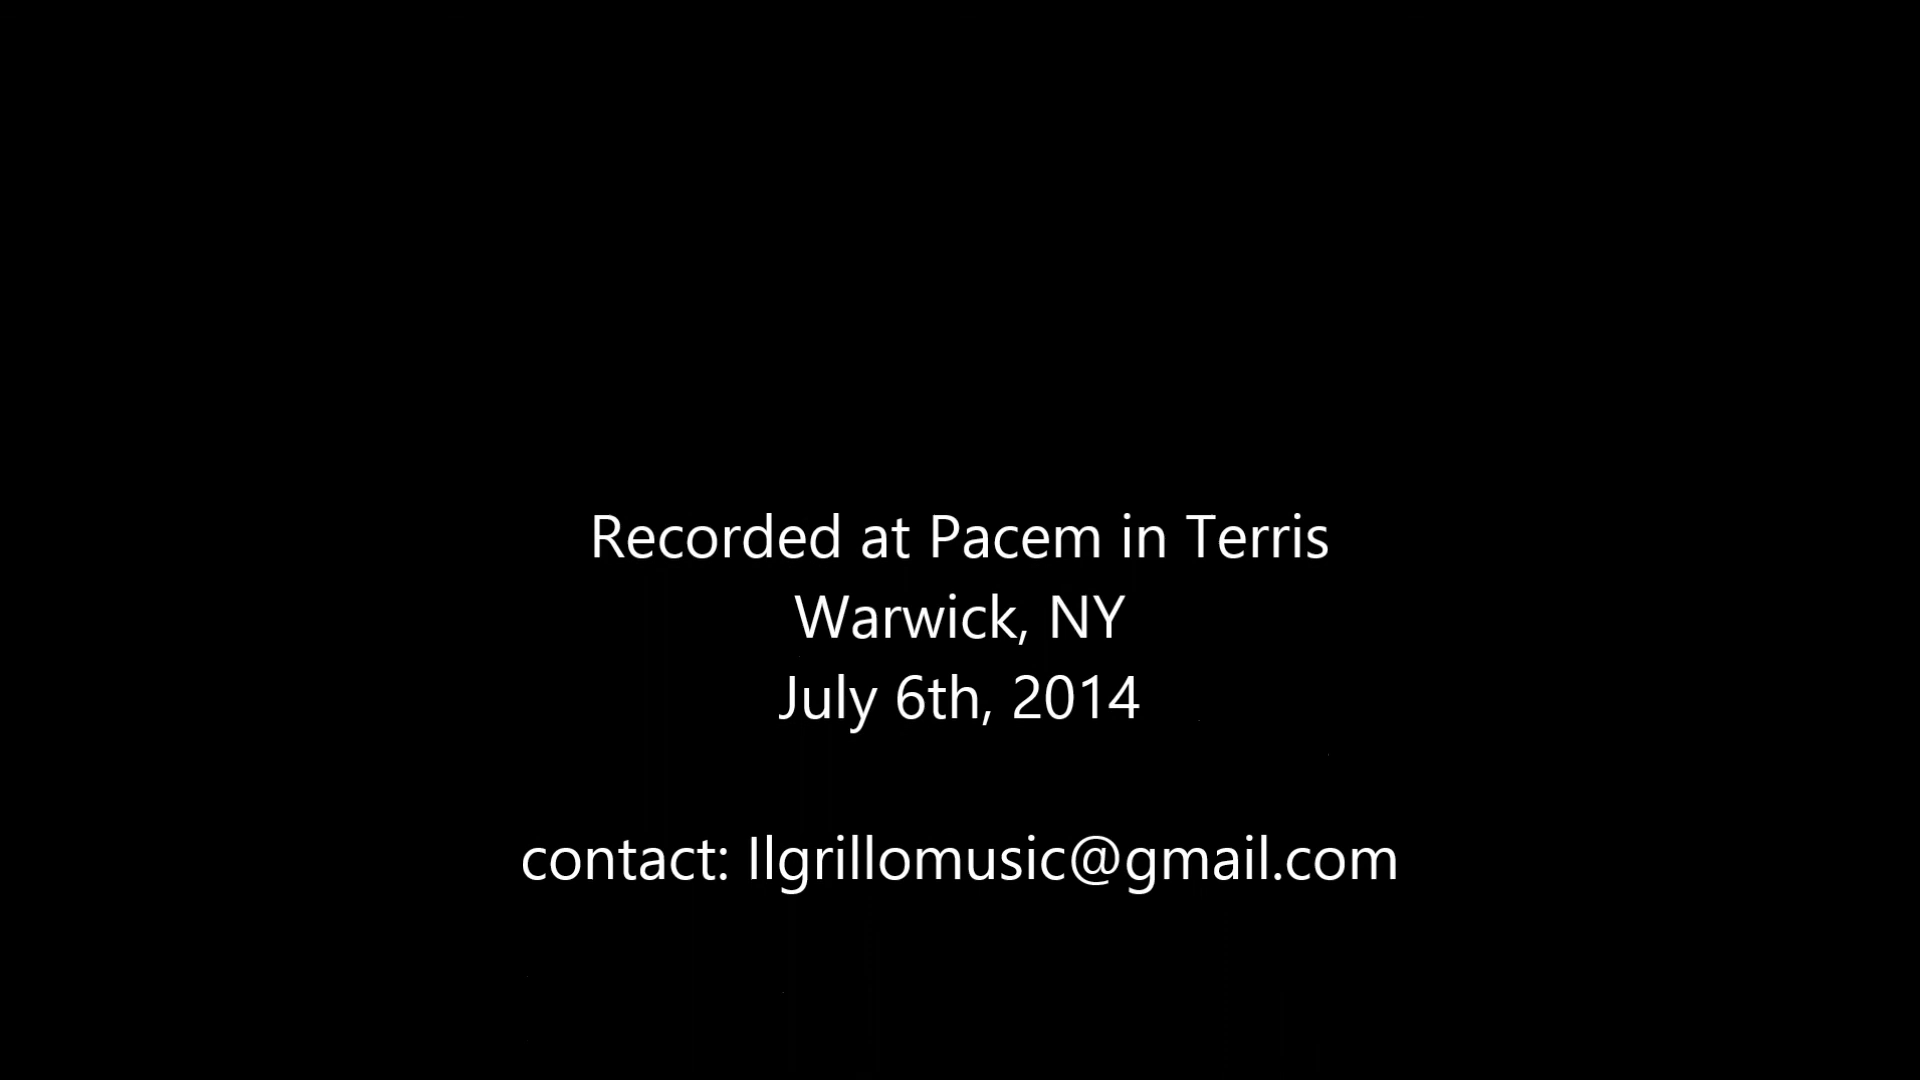 Recorded at Pacem in Terris
Warwick, NY
July 6th, 2014
contact: Ilgrillomusic@gmail.com